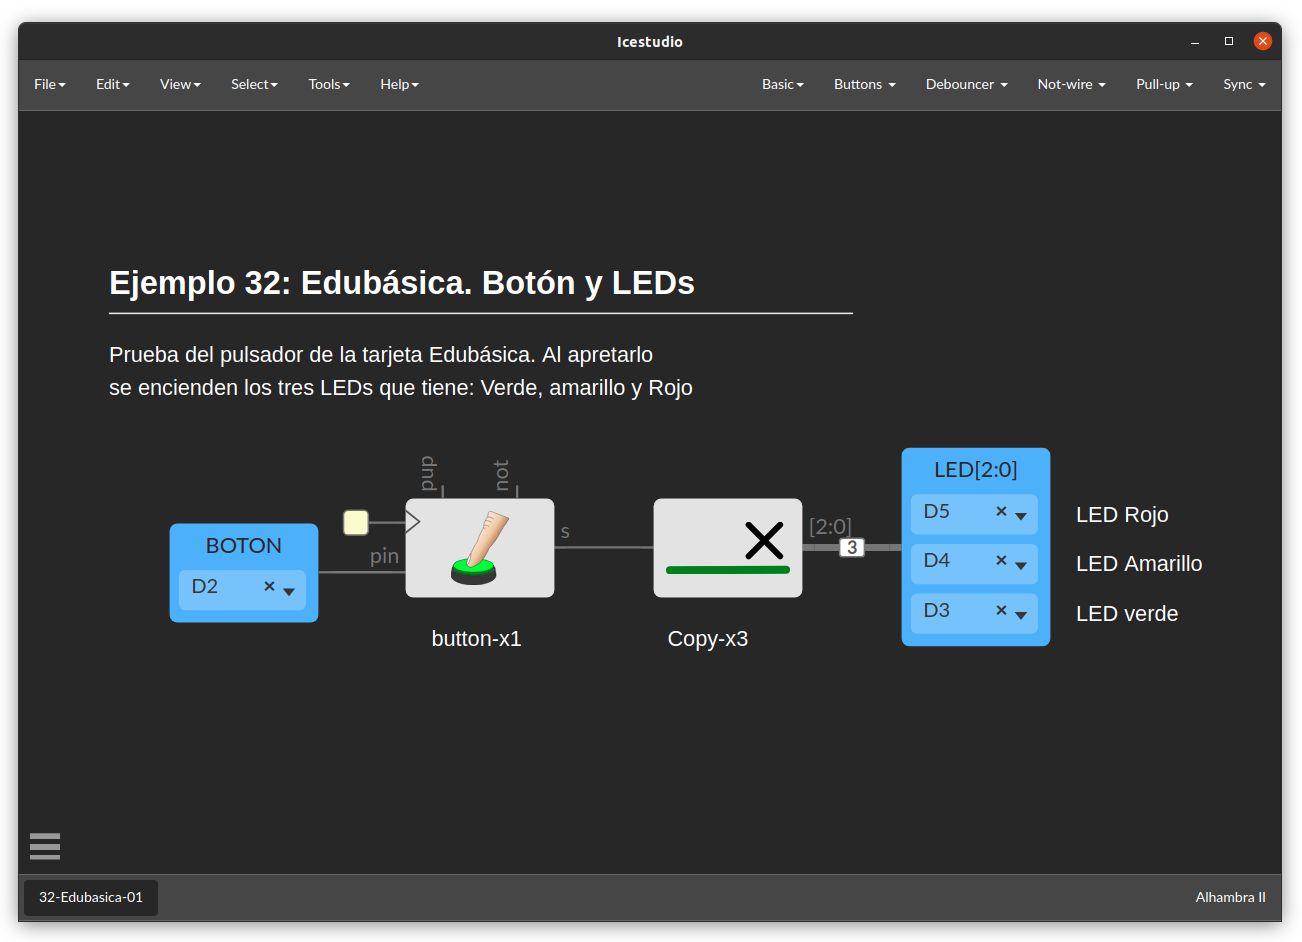 Icestudio
File Edit View Select Tools Help Basic Buttons Debouncer Not-wire Pull-up Sync
Ejemplo 32: Edubásica. Botón y LEDs
Prueba del pulsador de la tarjeta Edubásica. Al apretarlo
se encienden los tres LEDs que tiene: Verde, amarillo y Rojo
BOTON
D2
pin
pup
not
s
button-x1
Copy-x3
[2:0]
3
LED[2:0]
D5
LED Rojo
D4
LED Amarillo
D3
LED verde
32-Edubasica-01
Alhambra II